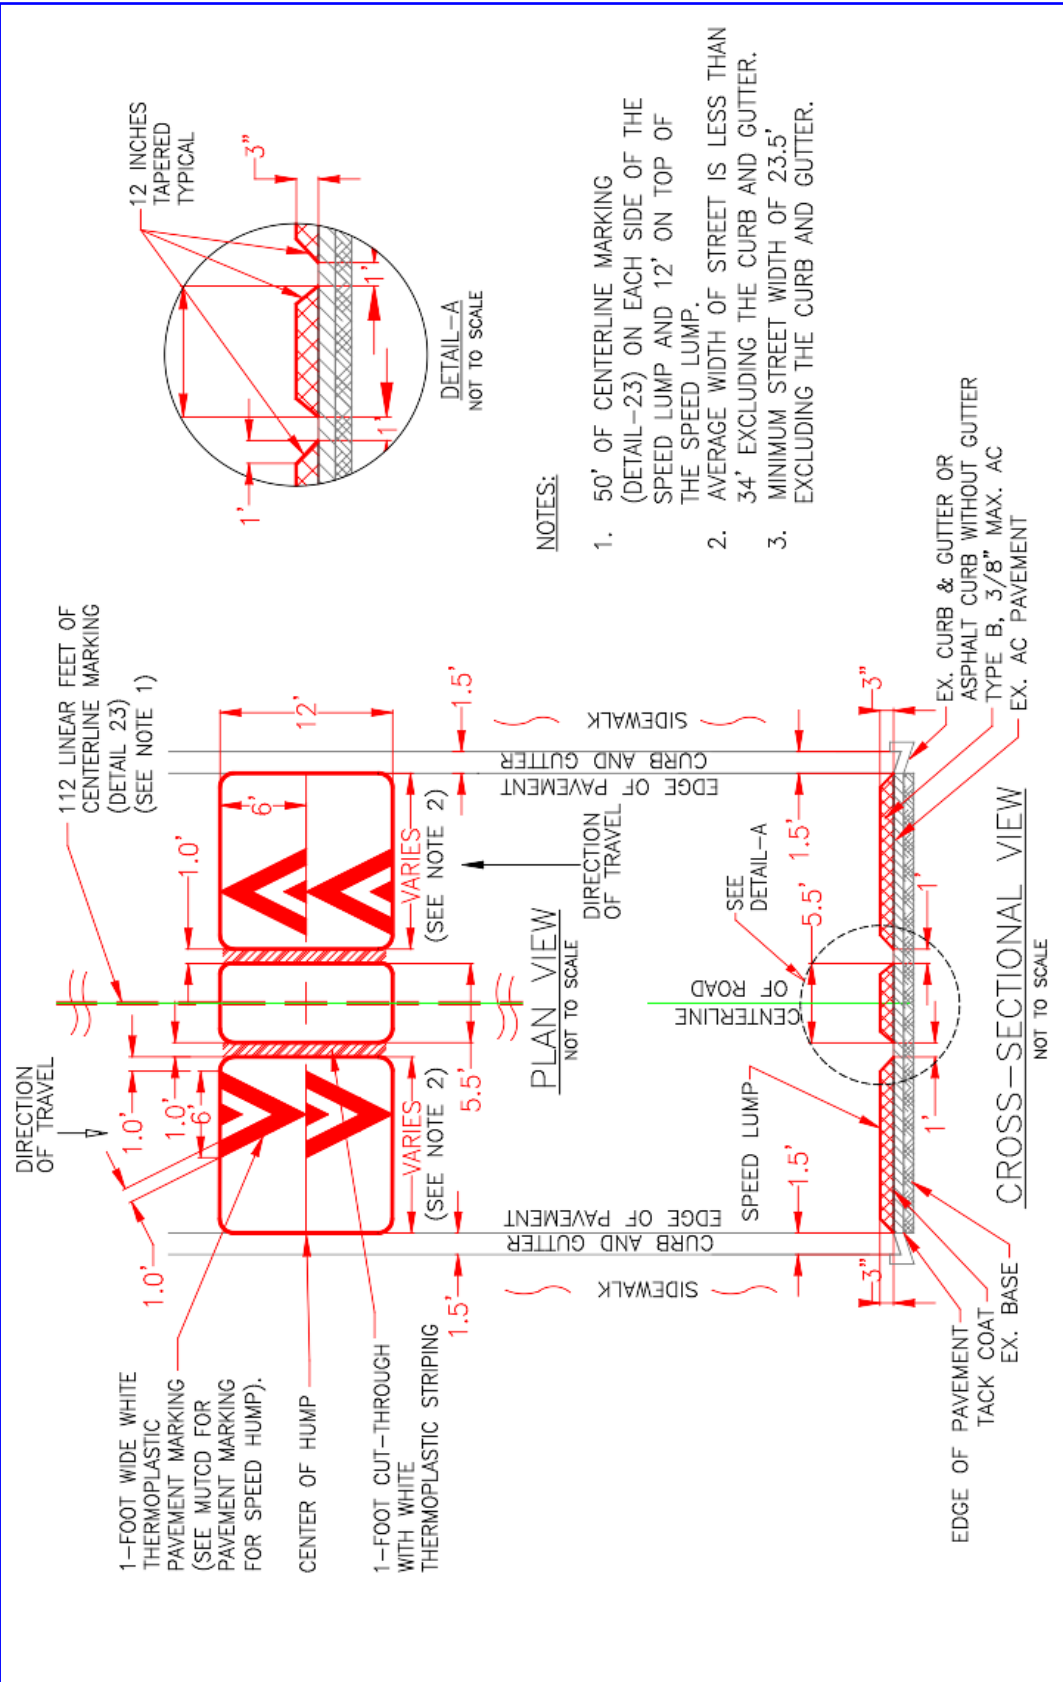 DIRECTION
OF TRAVEL
112 LINEAR FEET OF
CENTERLINE MARKING
(DETAIL 23)
(SEE NOTE 1)
1-FOOT WIDE WHITE
THERMOPLASTIC
PAVEMENT MARKING
(SEE MUTCD FOR
PAVEMENT MARKING
FOR SPEED HUMP).
CENTER OF HUMP
1-FOOT CUT-THROUGH
WITH WHITE
THERMOPLASTIC STRIPING
1.0'
1.0'
1.0'
6'
1.0'
6'
12'
VARIES
(SEE NOTE 2)
5.5'
VARIES
(SEE NOTE 2)
1.5'
1.5'
SIDEWALK
CURB AND GUTTER
EDGE OF PAVEMENT
EDGE OF PAVEMENT
CURB AND GUTTER
SIDEWALK
DIRECTION
OF TRAVEL
PLAN VIEW
NOT TO SCALE
12 INCHES
TAPERED
TYPICAL
3"
1'
1'
1'
DETAIL-A
NOT TO SCALE
NOTES:
1. 50' OF CENTERLINE MARKING
(DETAIL-23) ON EACH SIDE OF THE
SPEED LUMP AND 12' ON TOP OF
THE SPEED LUMP.
2. AVERAGE WIDTH OF STREET IS LESS THAN
34' EXCLUDING THE CURB AND GUTTER.
3. MINIMUM STREET WIDTH OF 23.5'
EXCLUDING THE CURB AND GUTTER.
SPEED LUMP
CENTERLINE
OF ROAD
SEE
DETAIL-A
1.5'
5.5'
1.5'
3"
3"
1'
1'
EDGE OF PAVEMENT
TACK COAT
EX. BASE
EX. CURB & GUTTER OR
ASPHALT CURB WITHOUT GUTTER
TYPE B, 3/8" MAX. AC
EX. AC PAVEMENT
CROSS-SECTIONAL VIEW
NOT TO SCALE